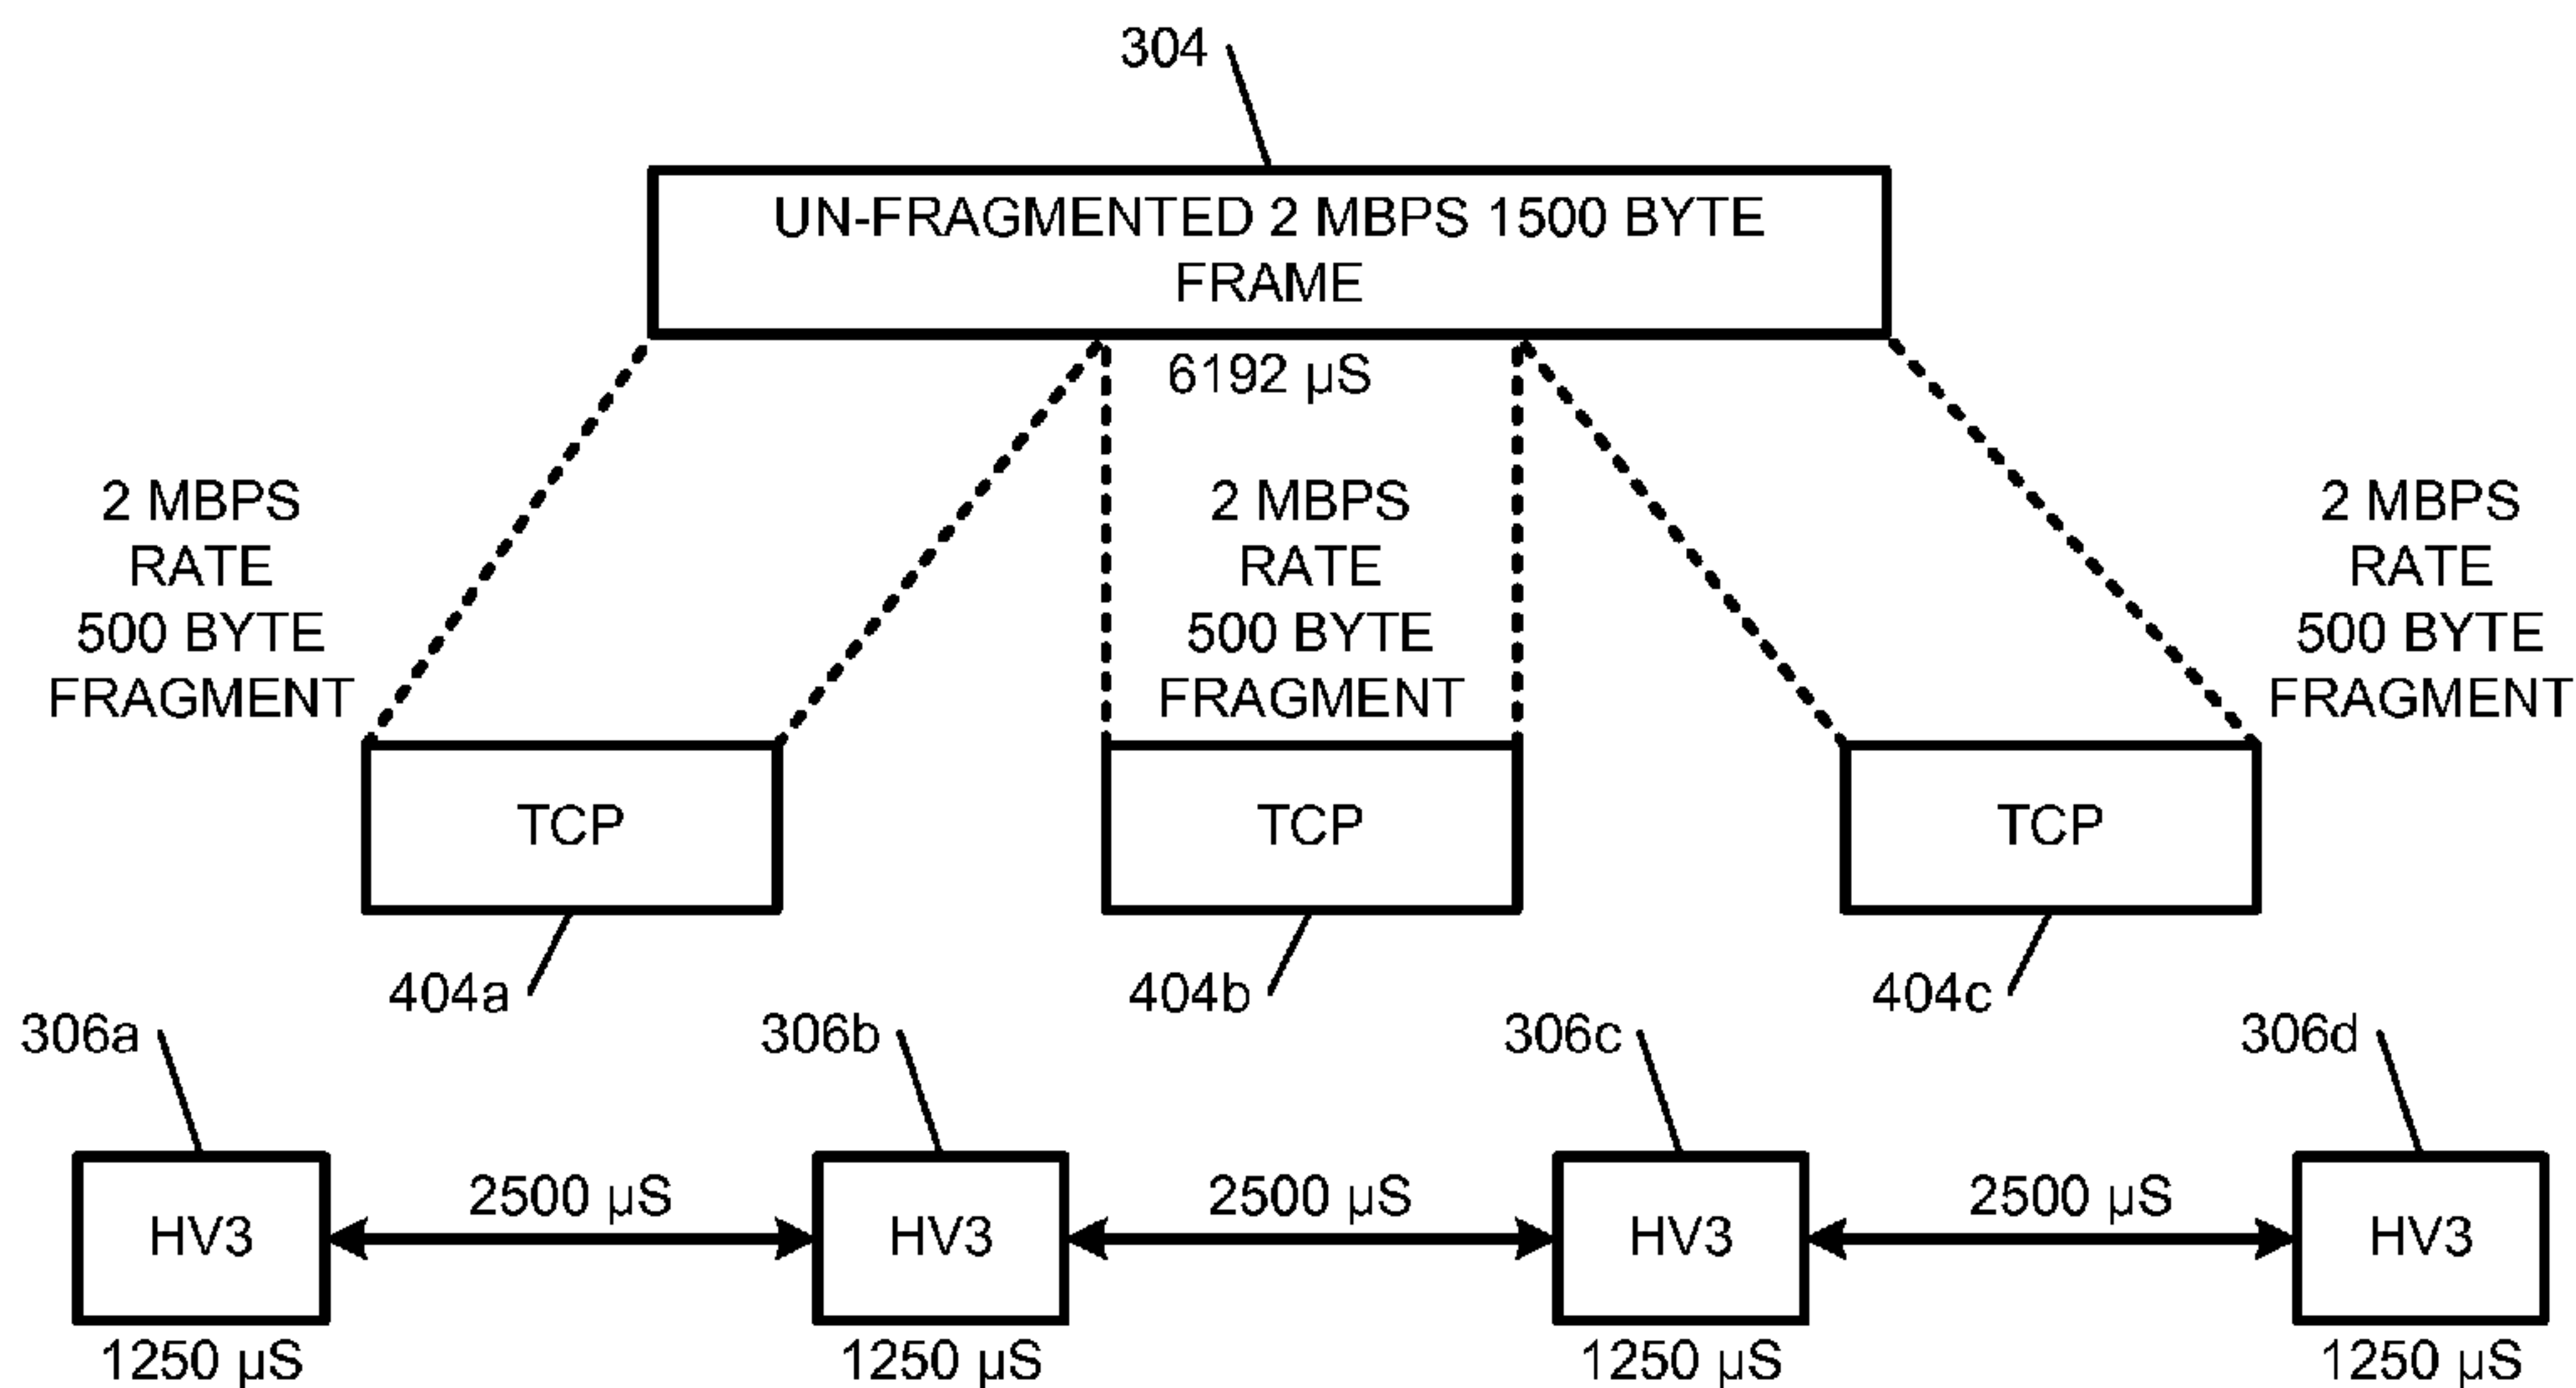 304
UN-FRAGMENTED 2 MBPS 1500 BYTE
FRAME
6192 µS
2 MBPS
RATE
500 BYTE
FRAGMENT
2 MBPS
RATE
500 BYTE
FRAGMENT
2 MBPS
RATE
500 BYTE
FRAGMENT
TCP
TCP
TCP
404a
404b
404c
306a
306b
306c
306d
HV3
2500 µS
HV3
2500 µS
HV3
2500 µS
HV3
1250 µS
1250 µS
1250 µS
1250 µS